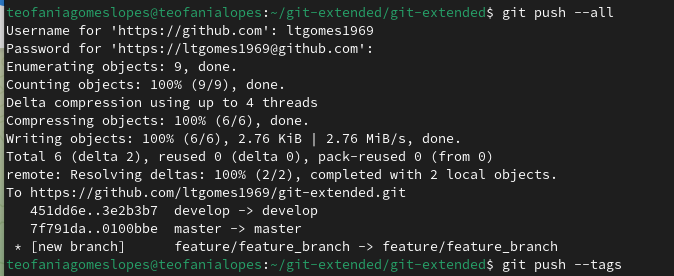 teofaniagomeslopes@teofanialopes:~/git-extended/git-extended$ git push --all
Username for 'https://github.com': ltgomes1969
Password for 'https://ltgomes1969@github.com':
Enumerating objects: 9, done.
Counting objects: 100% (9/9), done.
Delta compression using up to 4 threads
Compressing objects: 100% (6/6), done.
Writing objects: 100% (6/6), 2.76 KiB | 2.76 MiB/s, done.
Total 6 (delta 2), reused 0 (delta 0), pack-reused 0 (from 0)
remote: Resolving deltas: 100% (2/2), completed with 2 local objects.
To https://github.com/ltgomes1969/git-extended.git
   451dd6e..3e2b3b7  develop -> develop
   7f791da..0100bbe  master -> master
 * [new branch]      feature/feature_branch -> feature/feature_branch
teofaniagomeslopes@teofanialopes:~/git-extended/git-extended$ git push --tags